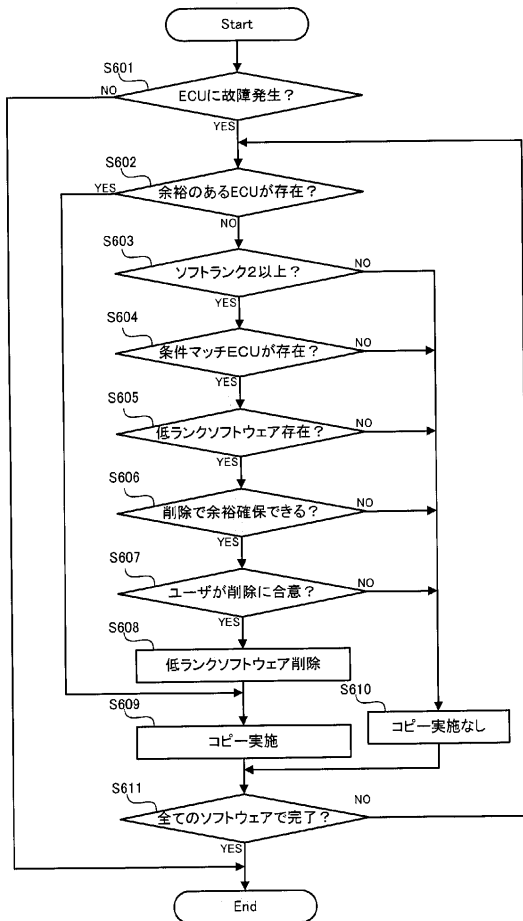 Start
S601
NO
ECUに故障発生？
YES
S602
YES
余裕のあるECUが存在？
NO
S603
ソフトランク2以上？
NO
YES
S604
条件マッチECUが存在？
NO
YES
S605
低ランクソフトウェア存在？
NO
YES
S606
削除で余裕確保できる？
NO
YES
S607
ユーザが削除に合意？
NO
YES
S608
低ランクソフトウェア削除
S609
コピー実施
S610
コピー実施なし
S611
全てのソフトウェアで完了？
NO
YES
End